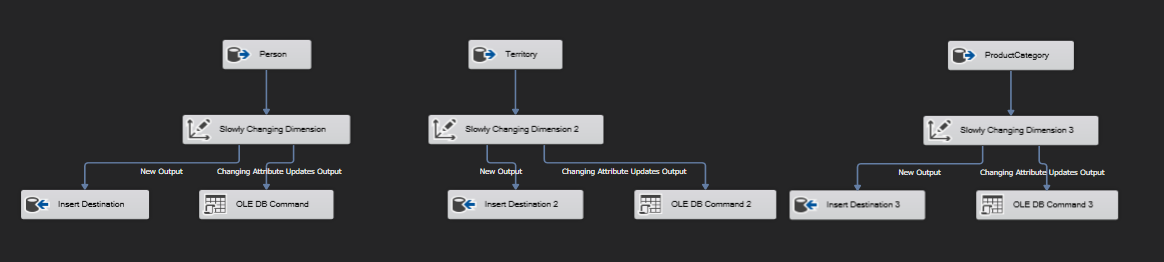 Person
Territory
ProductCategory
Slowly Changing Dimension
Slowly Changing Dimension 2
Slowly Changing Dimension 3
New Output
Changing Attribute Updates Output
New Output
Changing Attribute Updates Output
New Output
Changing Attribute Updates Output
Insert Destination
OLE DB Command
Insert Destination 2
OLE DB Command 2
Insert Destination 3
OLE DB Command 3